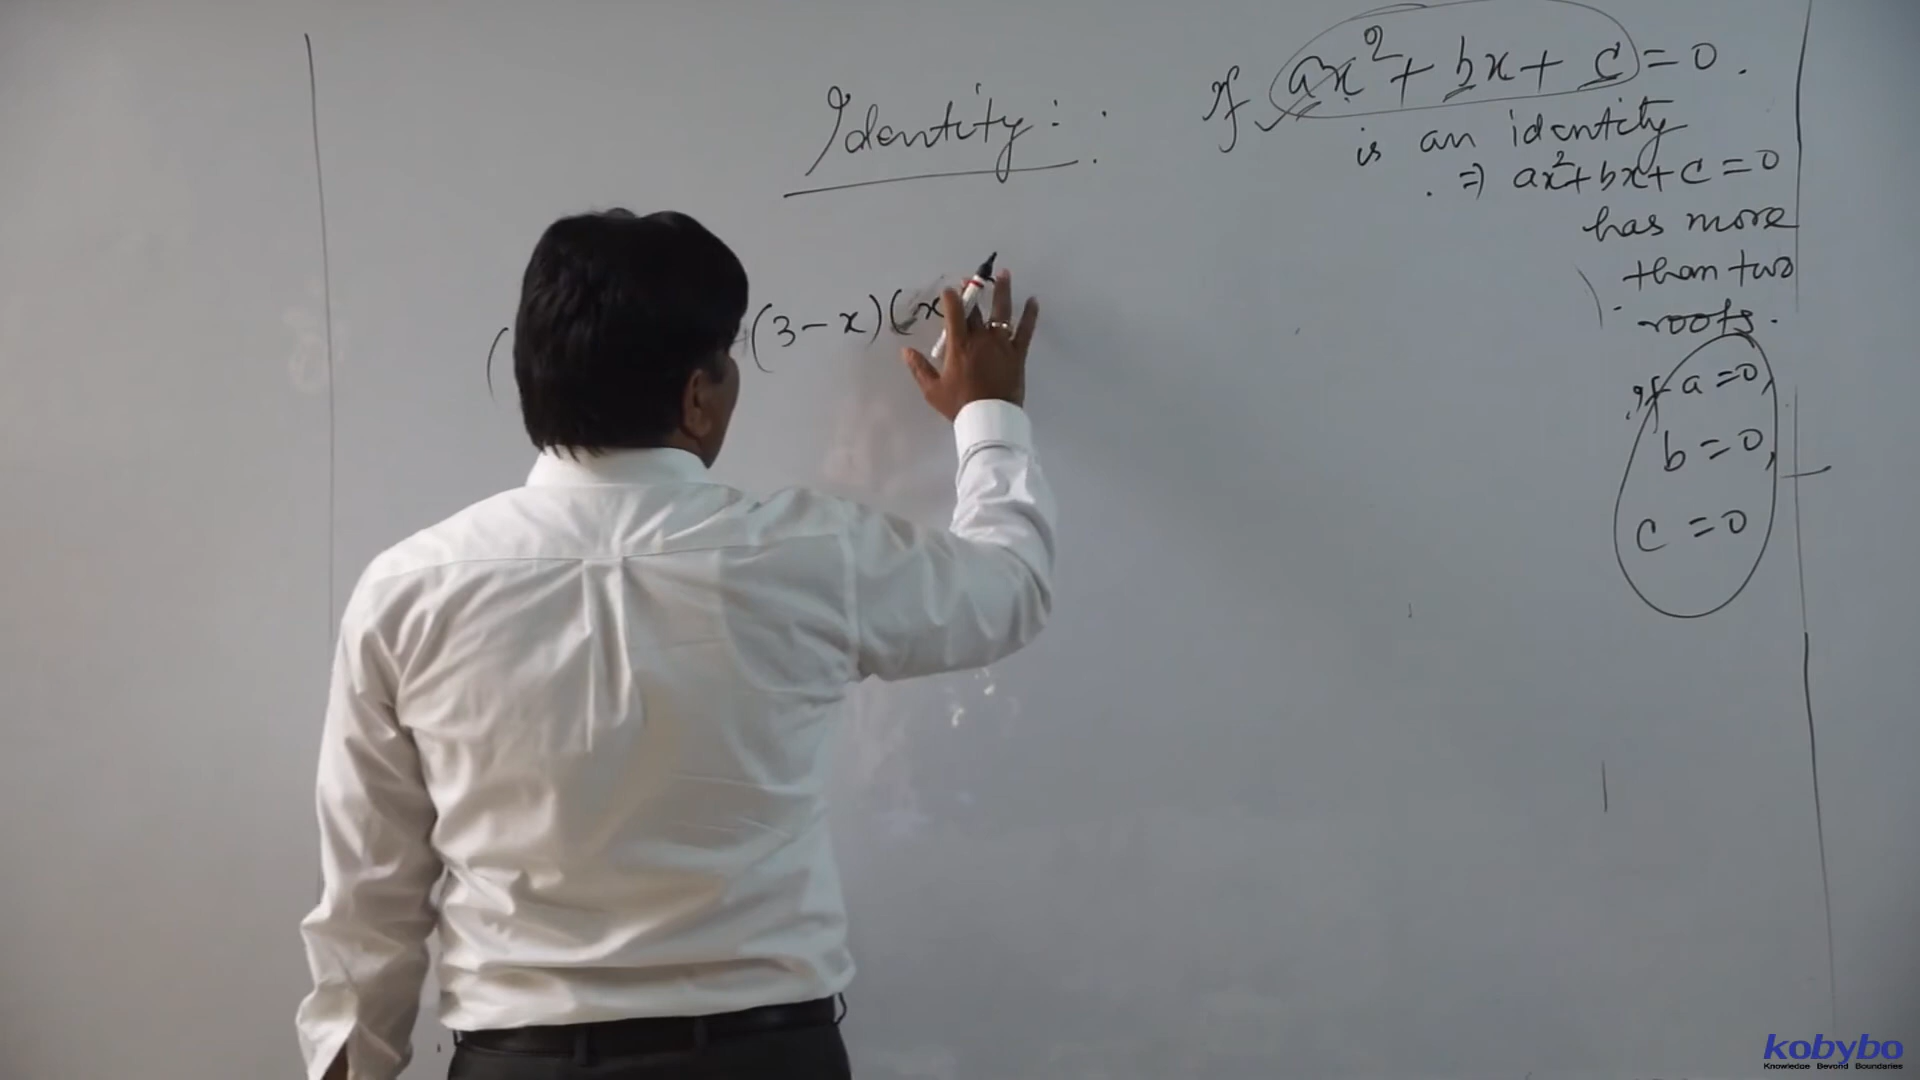 Identity :
If ax²+ bx + c = 0 .
is an identity
⇒ ax²+ bx + c = 0
has more
than two
roots.
( (3 - x)(x
if a = 0,
b = 0,
c = 0
kobybo
Knowledge Beyond Boundaries